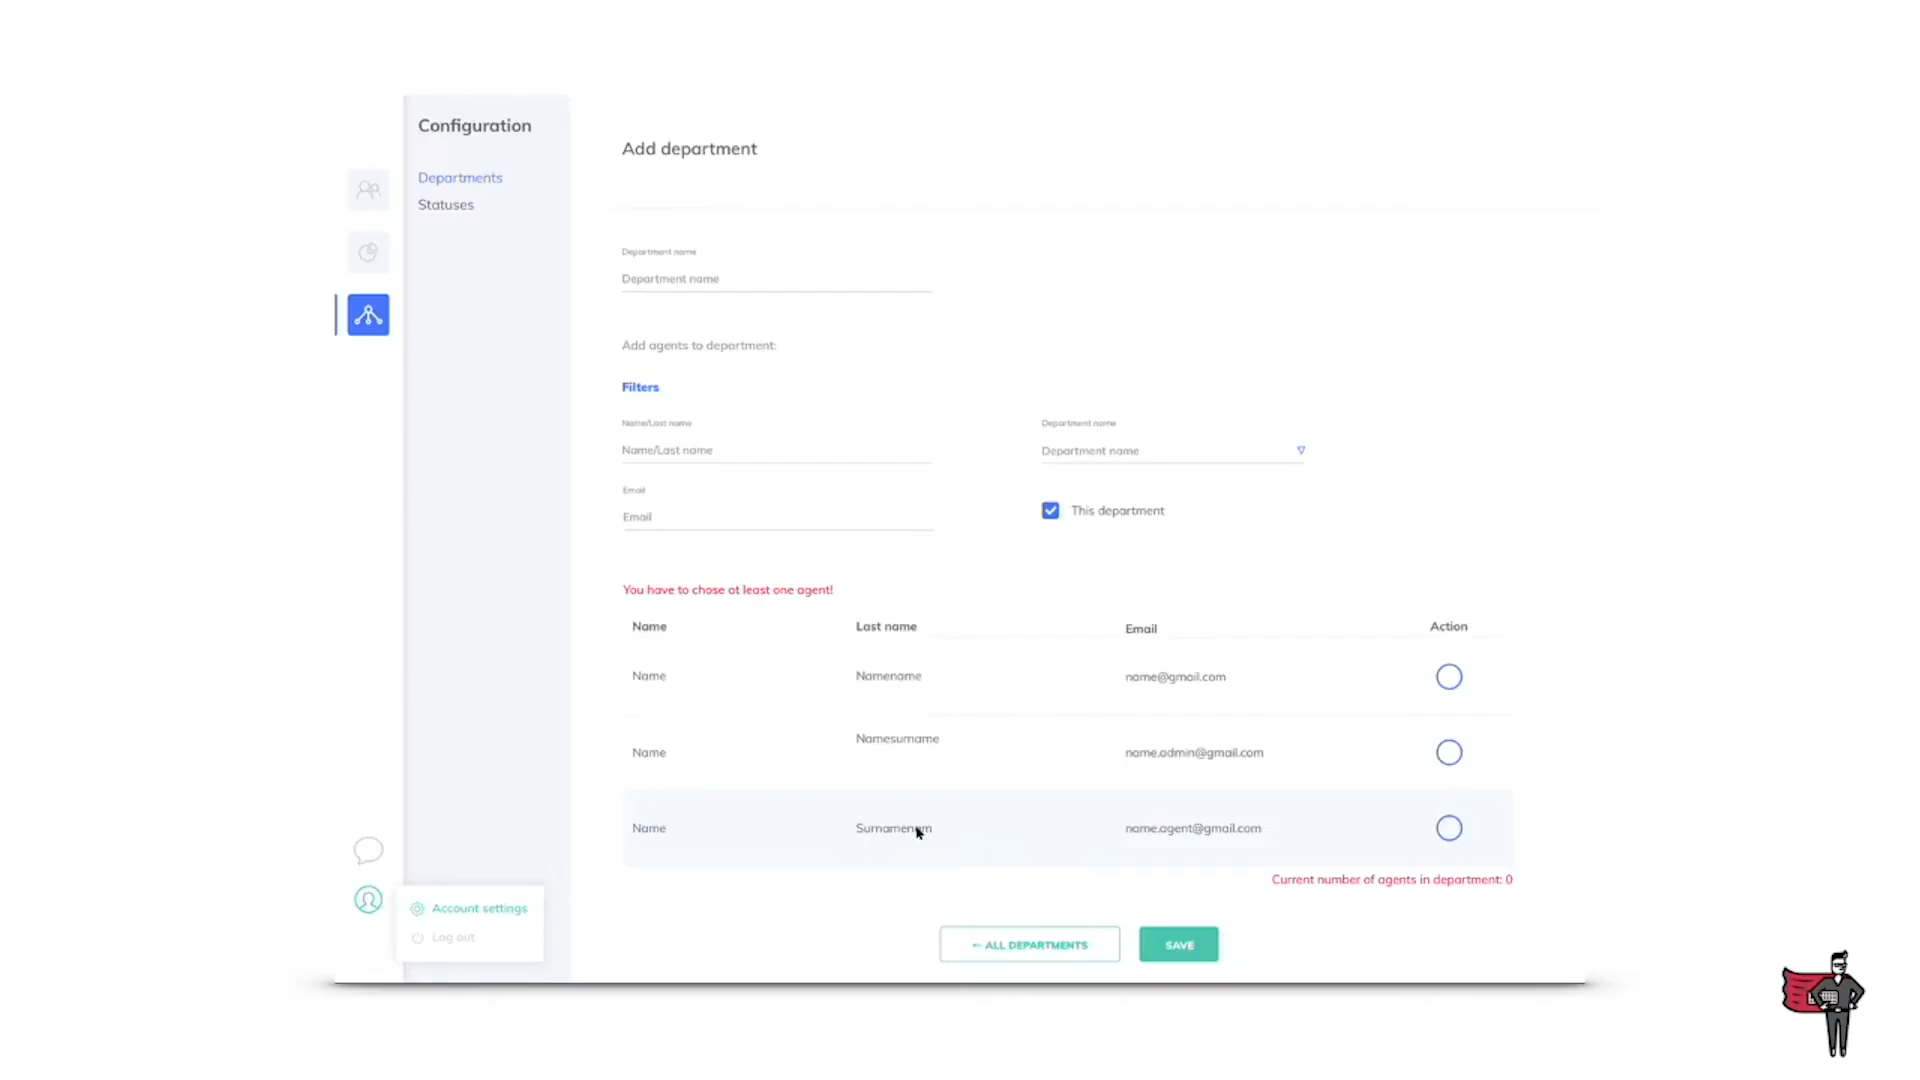 Configuration
Departments
Statuses
Account settings
Log out
Add department
Department name
Department name
Add agents to department:
Filters
Name/Last name
Name/Last name
Department name
Department name
Email
Email
This department
You have to chose at least one agent!
Name Last name Email Action
Name Namename name@gmail.com
Name Namesurname name.admin@gmail.com
Name Surnamenam name.agent@gmail.com
Current number of agents in department: 0
← ALL DEPARTMENTS
SAVE